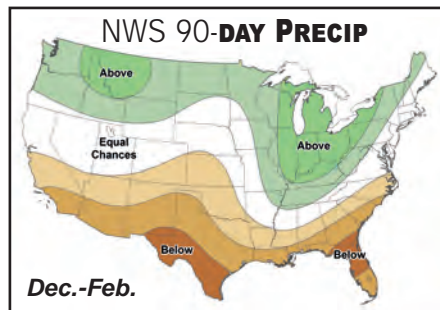 NWS 90-DAY PRECIP
Above
Equal
Chances
Above
Below
Below
Dec.-Feb.